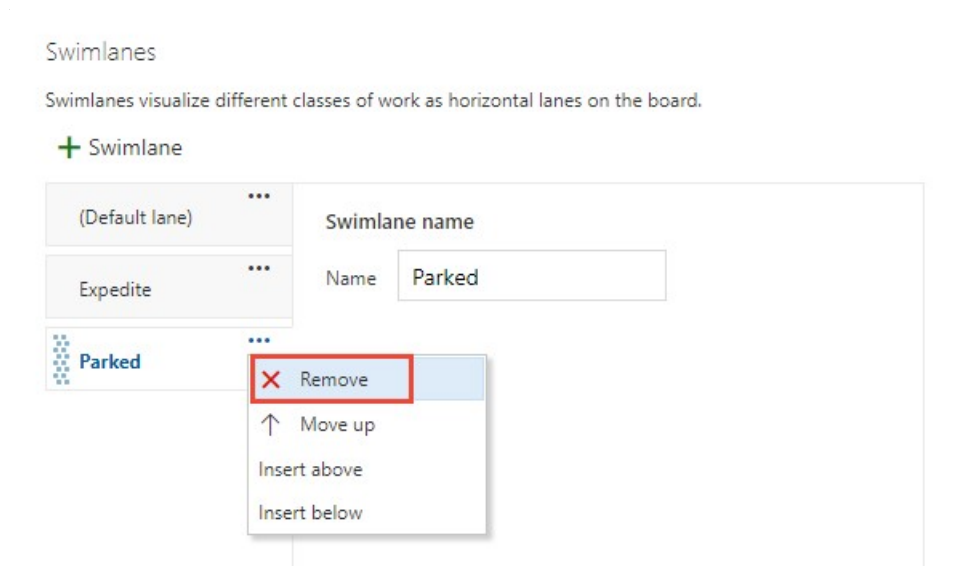 Swimlanes
Swimlanes visualize different classes of work as horizontal lanes on the board.
+ Swimlane
(Default lane) •••
Expedite •••
Parked •••
Swimlane name
Name Parked
Remove
Move up
Insert above
Insert below